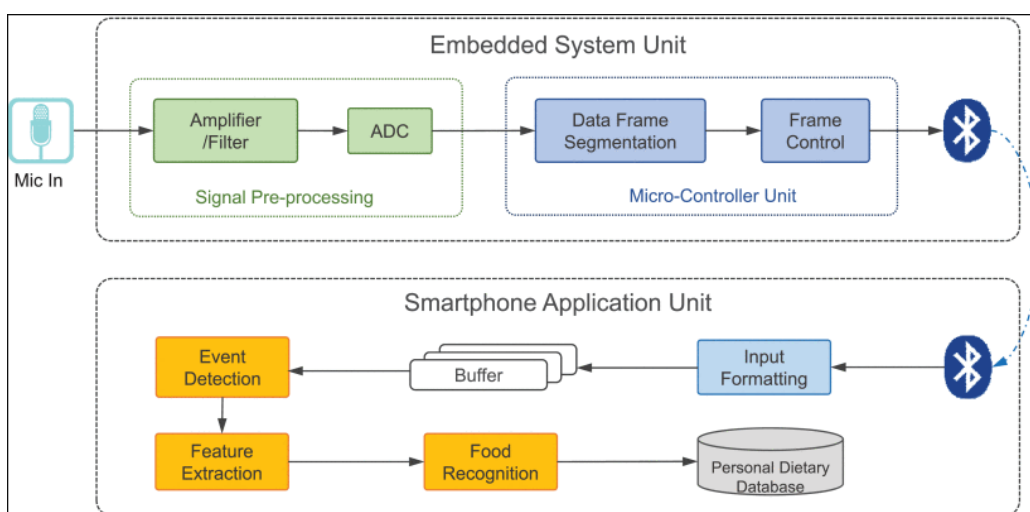 Embedded System Unit
Mic In
Amplifier
/Filter
ADC
Signal Pre-processing
Data Frame
Segmentation
Frame
Control
Micro-Controller Unit
Smartphone Application Unit
Input
Formatting
Buffer
Event
Detection
Feature
Extraction
Food
Recognition
Personal Dietary
Database